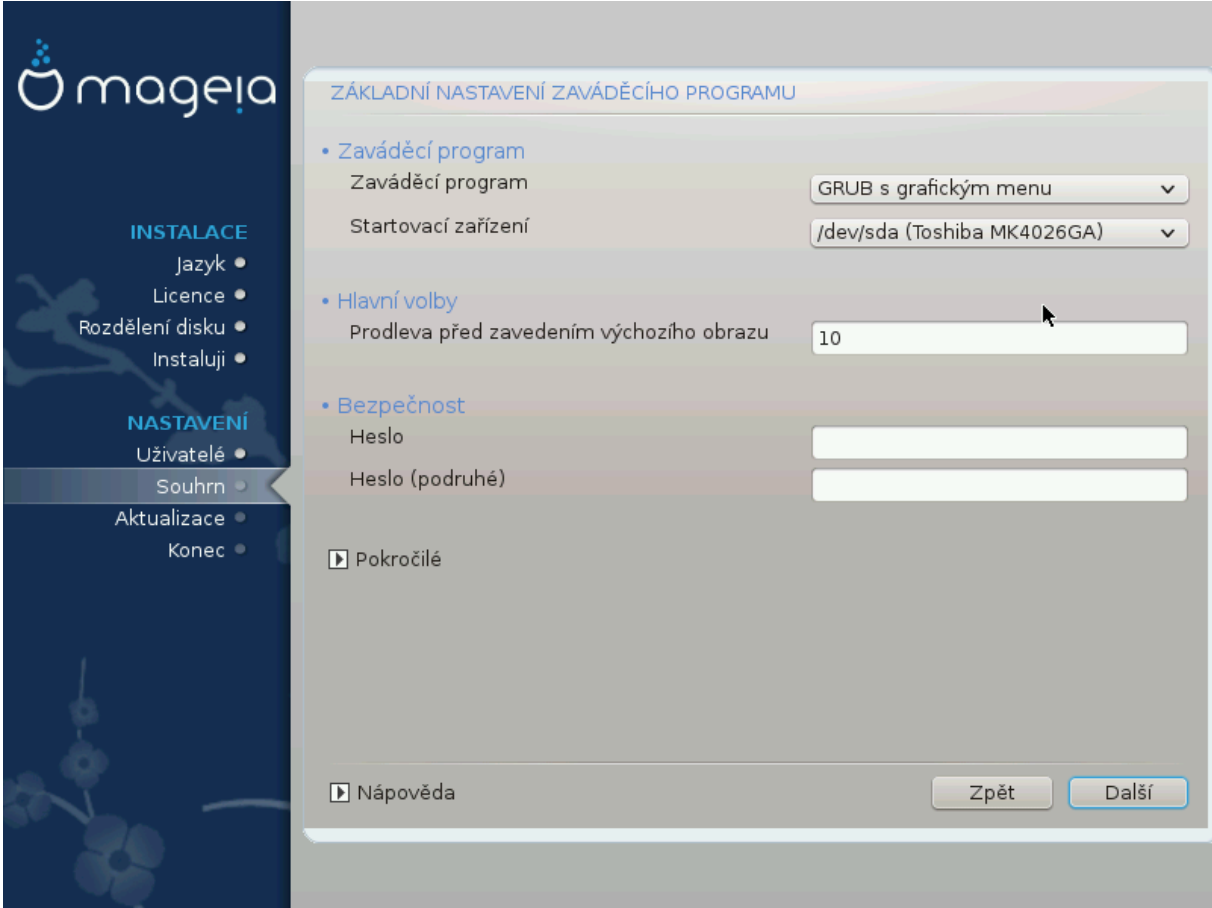 mageia
INSTALACE
Jazyk
Licence
Rozdělení disku
Instaluji
NASTAVENÍ
Uživatelé
Souhrn
Aktualizace
Konec
ZÁKLADNÍ NASTAVENÍ ZAVÁDĚCÍHO PROGRAMU
• Zaváděcí program
Zaváděcí program GRUB s grafickým menu
Startovací zařízení /dev/sda (Toshiba MK4026GA)
• Hlavní volby
Prodleva před zavedením výchozího obrazu 10
• Bezpečnost
Heslo
Heslo (podruhé)
Pokročilé
Nápověda
Zpět
Další